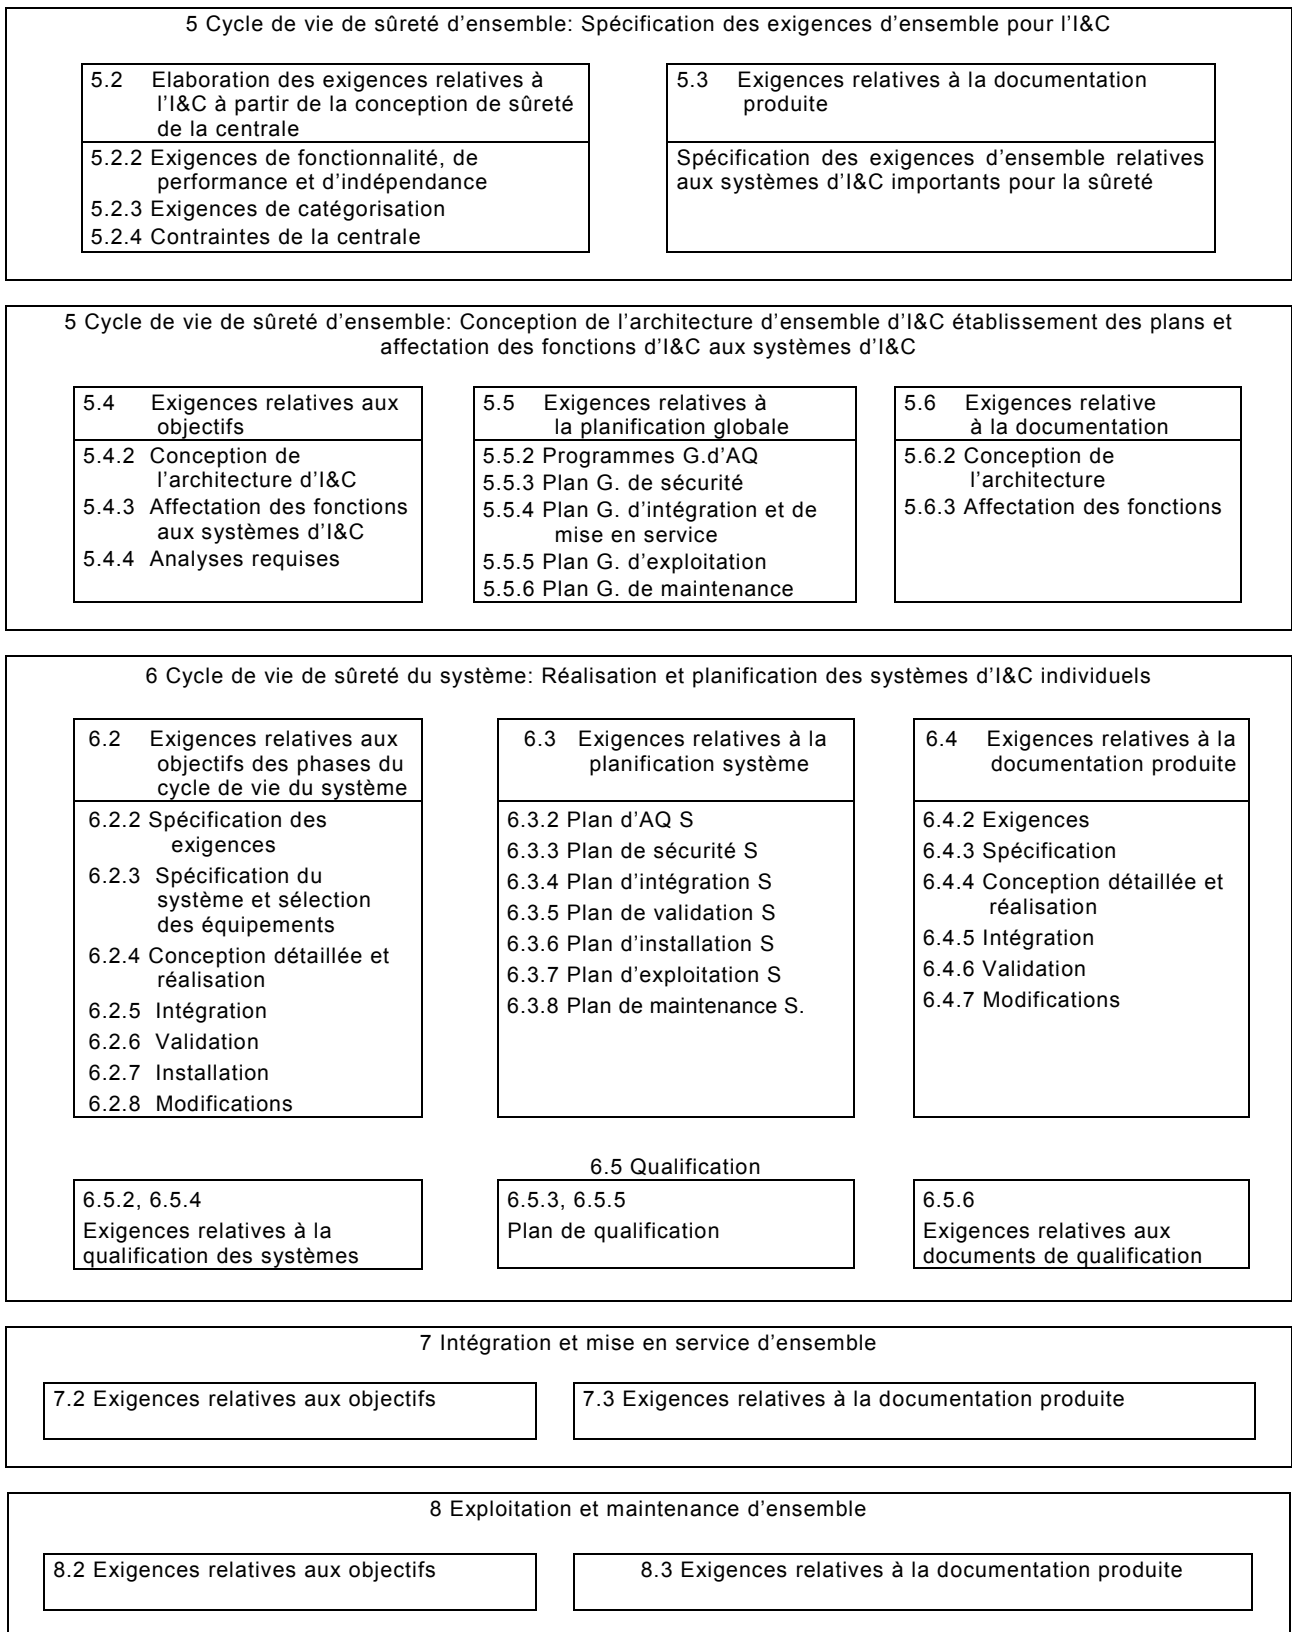 5 Cycle de vie de sûreté d'ensemble: Spécification des exigences d'ensemble pour l'I&C
5.2 Elaboration des exigences relatives à
l'I&C à partir de la conception de sûreté
de la centrale
5.2.2 Exigences de fonctionnalité, de
performance et d'indépendance
5.2.3 Exigences de catégorisation
5.2.4 Contraintes de la centrale
5.3 Exigences relatives à la documentation
produite
Spécification des exigences d'ensemble relatives
aux systèmes d'I&C importants pour la sûreté
5 Cycle de vie de sûreté d'ensemble: Conception de l'architecture d'ensemble d'I&C établissement des plans et
affectation des fonctions d'I&C aux systèmes d'I&C
5.4 Exigences relatives aux
objectifs
5.4.2 Conception de
l'architecture d'I&C
5.4.3 Affectation des fonctions
aux systèmes d'I&C
5.4.4 Analyses requises
5.5 Exigences relatives à
la planification globale
5.5.2 Programmes G.d'AQ
5.5.3 Plan G. de sécurité
5.5.4 Plan G. d'intégration et de
mise en service
5.5.5 Plan G. d'exploitation
5.5.6 Plan G. de maintenance
5.6 Exigences relative
à la documentation
5.6.2 Conception de
l'architecture
5.6.3 Affectation des fonctions
6 Cycle de vie de sûreté du système: Réalisation et planification des systèmes d'I&C individuels
6.2 Exigences relatives aux
objectifs des phases du
cycle de vie du système
6.2.2 Spécification des
exigences
6.2.3 Spécification du
système et sélection
des équipements
6.2.4 Conception détaillée et
réalisation
6.2.5 Intégration
6.2.6 Validation
6.2.7 Installation
6.2.8 Modifications
6.3 Exigences relatives à la
planification système
6.3.2 Plan d'AQ S
6.3.3 Plan de sécurité S
6.3.4 Plan d'intégration S
6.3.5 Plan de validation S
6.3.6 Plan d'installation S
6.3.7 Plan d'exploitation S
6.3.8 Plan de maintenance S.
6.4 Exigences relatives à la
documentation produite
6.4.2 Exigences
6.4.3 Spécification
6.4.4 Conception détaillée et
réalisation
6.4.5 Intégration
6.4.6 Validation
6.4.7 Modifications
6.5 Qualification
6.5.2, 6.5.4
Exigences relatives à la
qualification des systèmes
6.5.3, 6.5.5
Plan de qualification
6.5.6
Exigences relatives aux
documents de qualification
7 Intégration et mise en service d'ensemble
7.2 Exigences relatives aux objectifs
7.3 Exigences relatives à la documentation produite
8 Exploitation et maintenance d'ensemble
8.2 Exigences relatives aux objectifs
8.3 Exigences relatives à la documentation produite